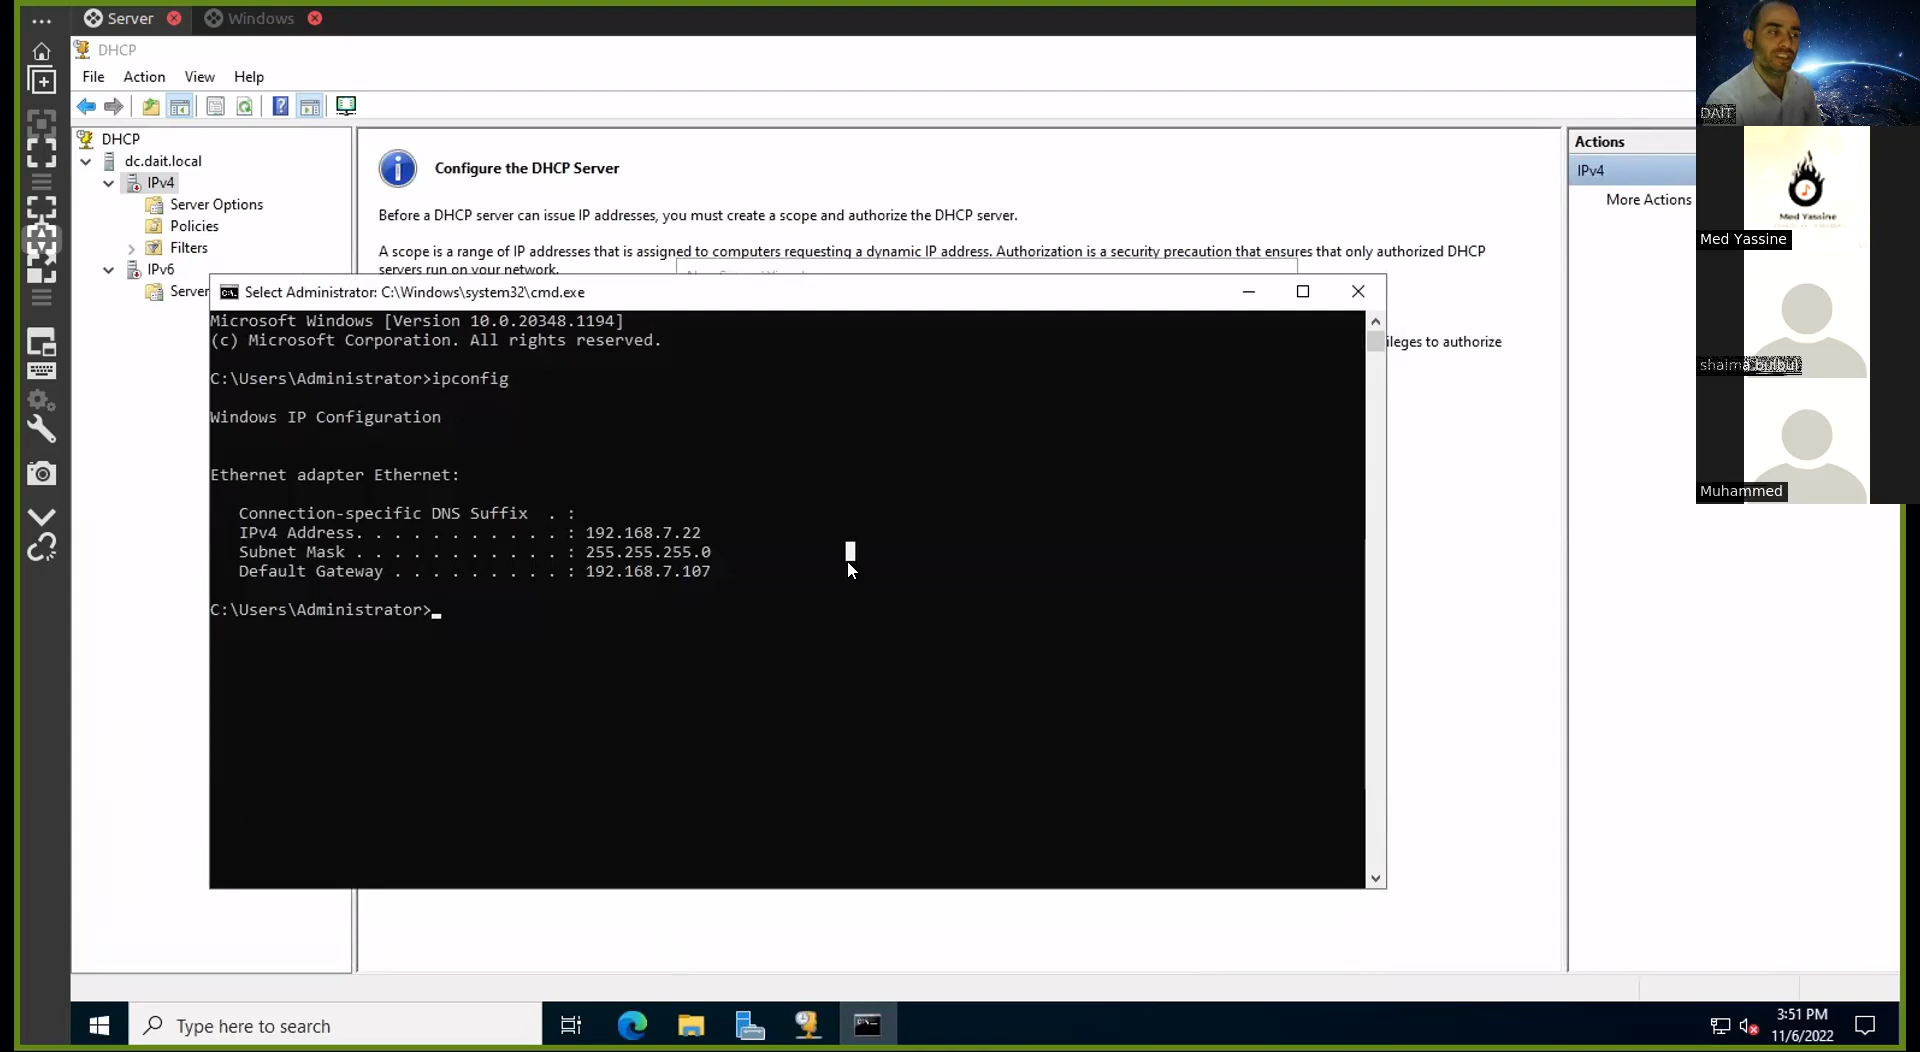 Server
Windows
DHCP
File Action View Help
DHCP
dc.dait.local
IPv4
Server Options
Policies
Filters
IPv6
Server
Configure the DHCP Server
Before a DHCP server can issue IP addresses, you must create a scope and authorize the DHCP server.
A scope is a range of IP addresses that is assigned to computers requesting a dynamic IP address. Authorization is a security precaution that ensures that only authorized DHCP
servers run on your network.
ileges to authorize
Actions
IPv4
More Actions
Select Administrator: C:\Windows\system32\cmd.exe
Microsoft Windows [Version 10.0.20348.1194]
(c) Microsoft Corporation. All rights reserved.
C:\Users\Administrator>ipconfig
Windows IP Configuration
Ethernet adapter Ethernet:
Connection-specific DNS Suffix . :
IPv4 Address. . . . . . . . . . . : 192.168.7.22
Subnet Mask . . . . . . . . . . . : 255.255.255.0
Default Gateway . . . . . . . . . : 192.168.7.107
C:\Users\Administrator>
DAIT
Med Yassine
Med Yassine
shaima bulbul
Muhammed
Type here to search
3:51 PM
11/6/2022